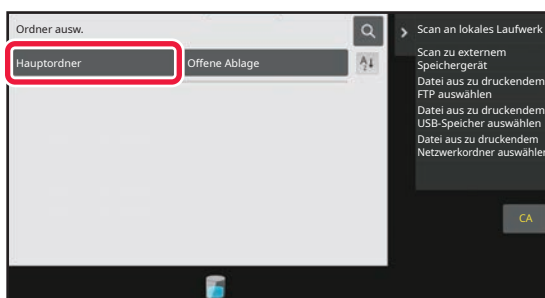 Ordner ausw.
Hauptordner
Offene Ablage
Scan an lokales Laufwerk
Scan zu externem
Speichergerät
Datei aus zu druckendem
FTP auswählen
Datei aus zu druckendem
USB-Speicher auswählen
Datei aus zu druckendem
Netzwerkordner auswählen
CA